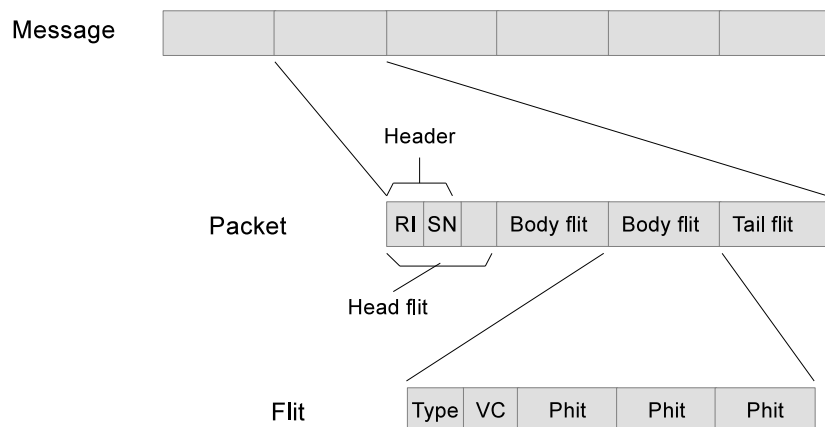 Message
Header
Packet RI SN Body flit Body flit Tail flit
Head flit
Flit Type VC Phit Phit Phit